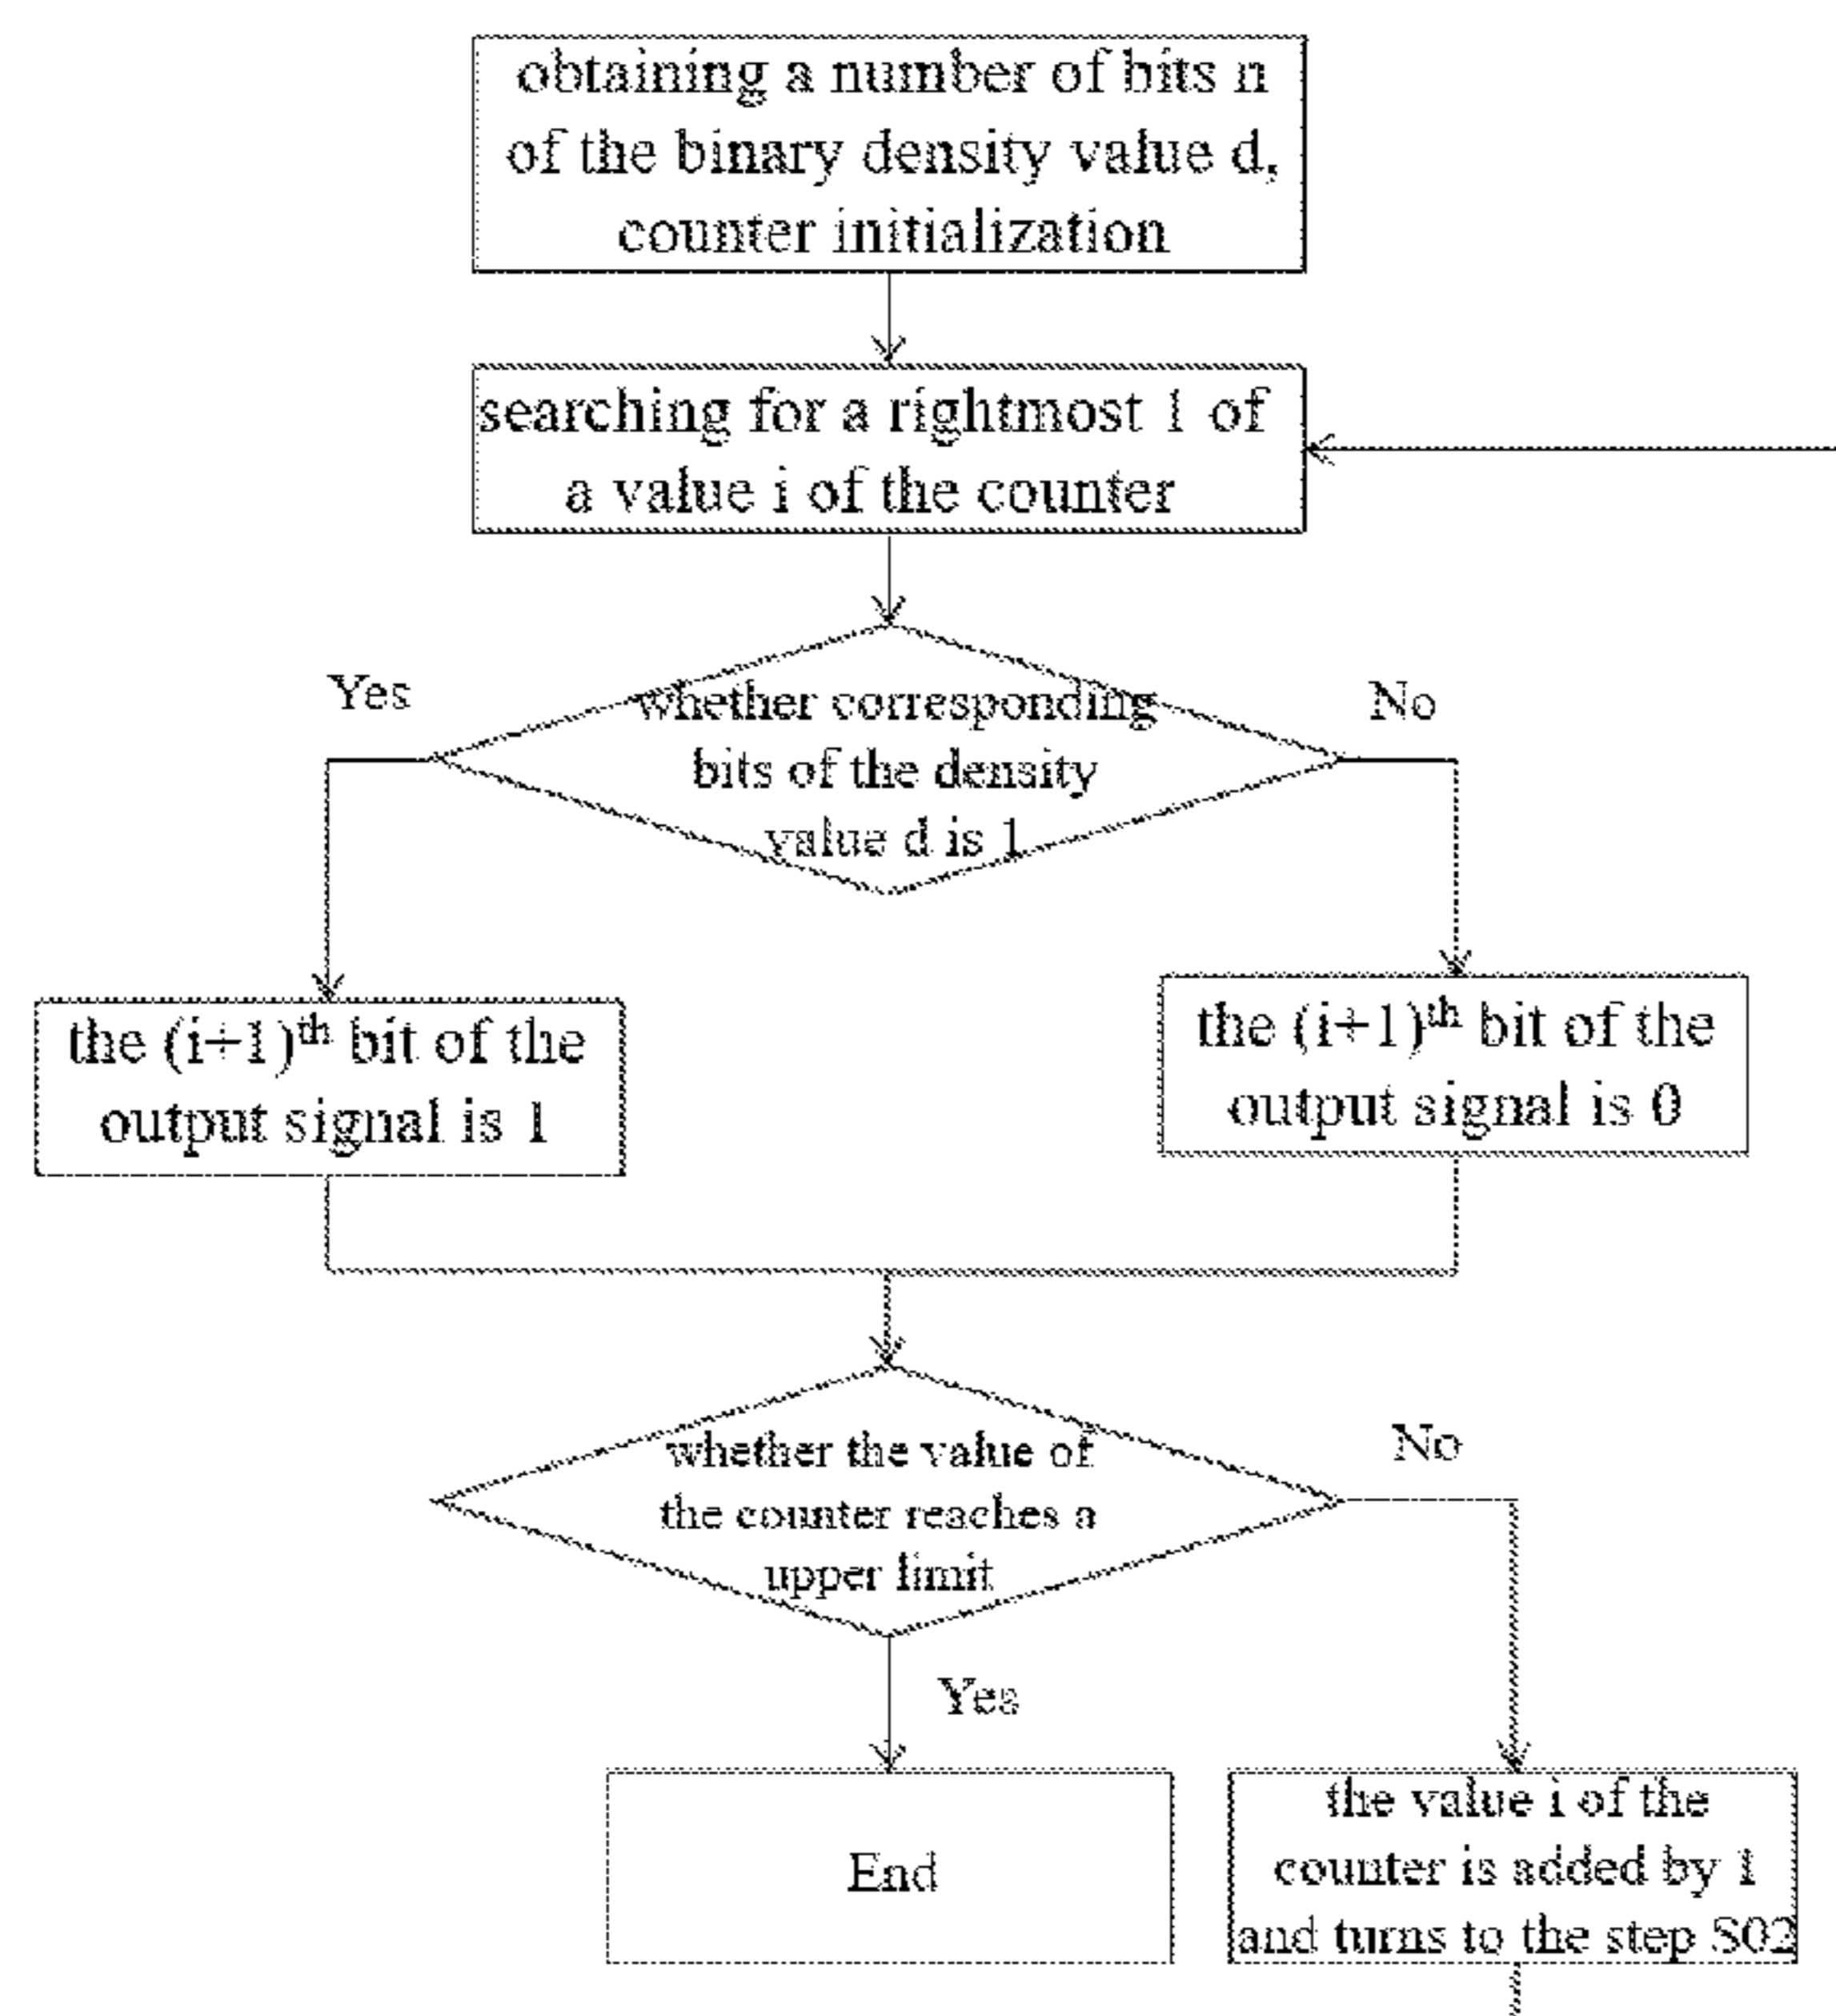 obtaining a number of bits n
of the binary density value d,
counter initialization
searching for a rightmost 1 of
a value i of the counter
Yes
No
whether corresponding
bits of the density
value d is 1
the (i+1)th bit of the
output signal is 1
the (i+1)th bit of the
output signal is 0
whether the value of
the counter reaches a
upper limit
No
Yes
End
the value i of the
counter is added by 1
and turns to the step S02